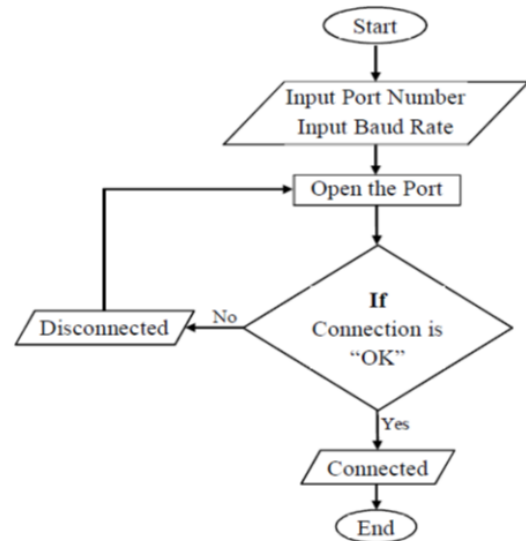 Start
Input Port Number
Input Baud Rate
Open the Port
If
Connection is
“OK”
No
Disconnected
Yes
Connected
End